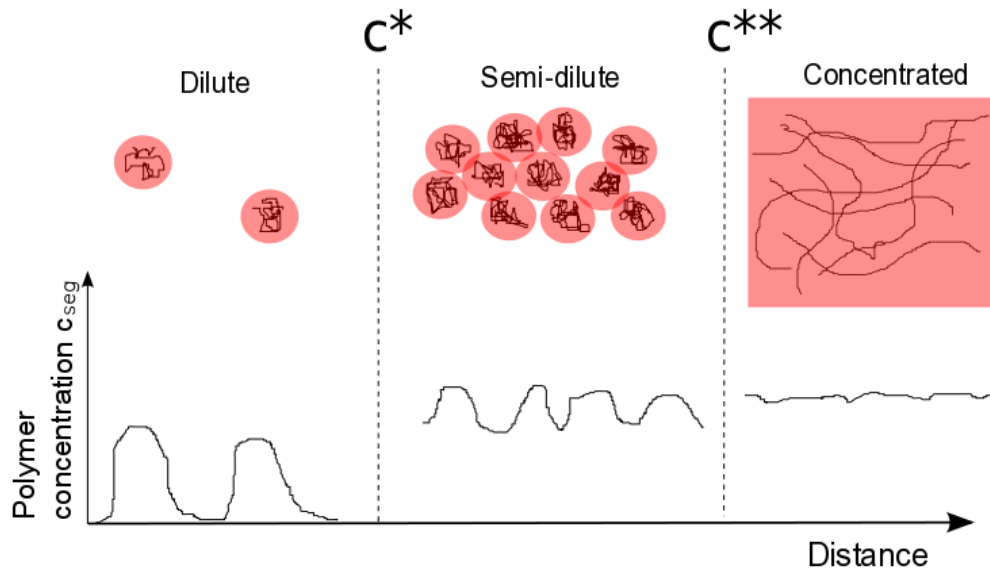 c*
c**
Dilute
Semi-dilute
Concentrated
Polymer
concentration cseg
Distance